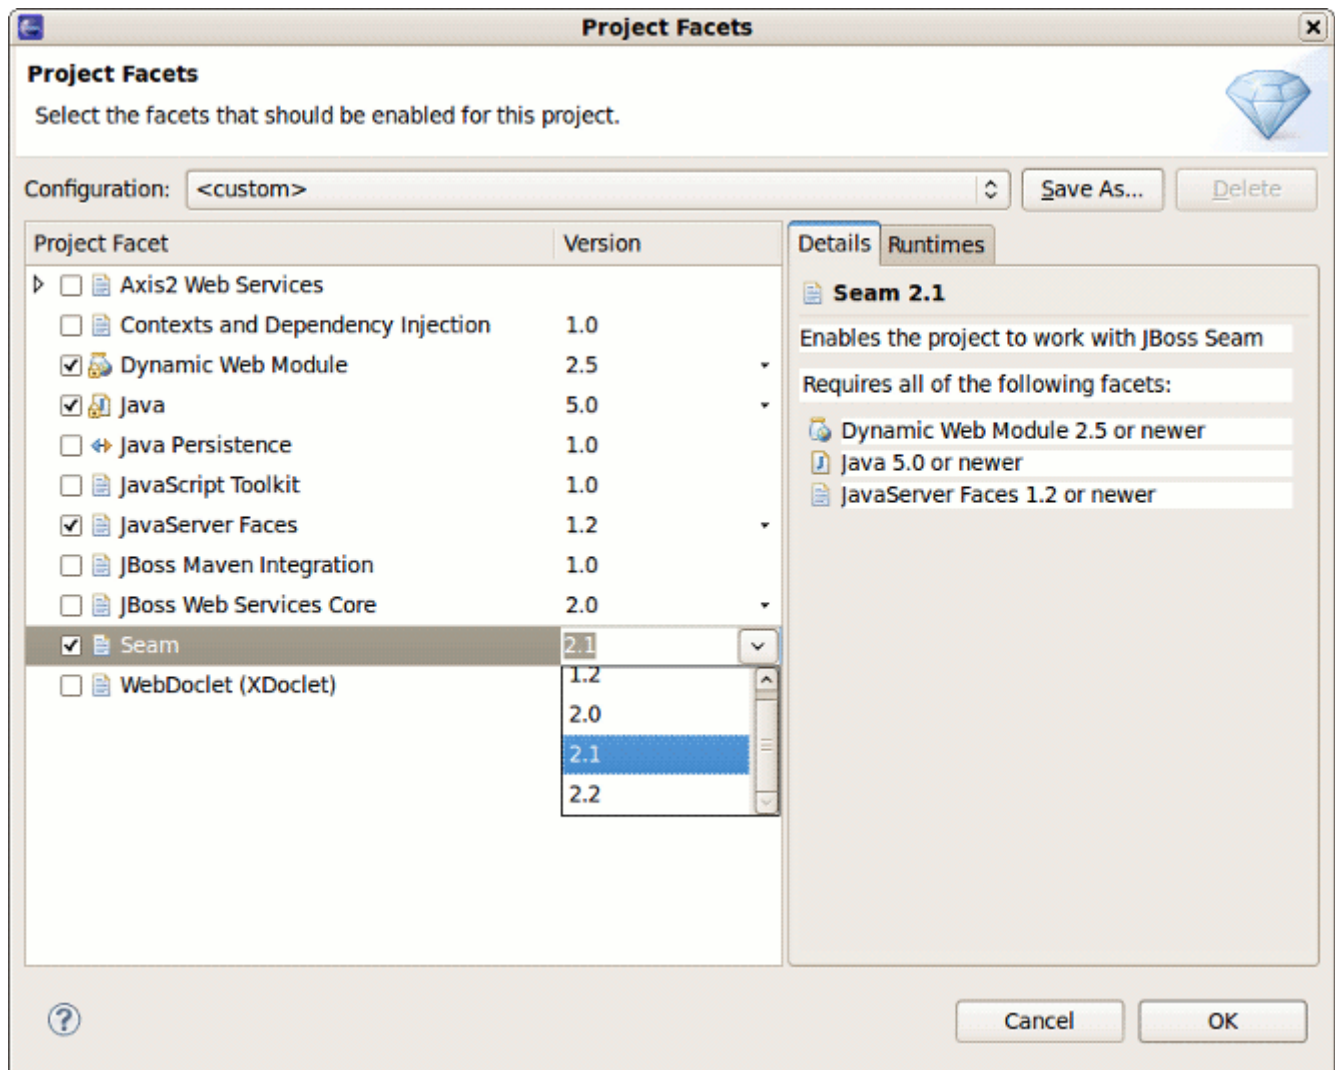 Project Facets
Project Facets
Select the facets that should be enabled for this project.
Configuration: <custom> Save As... Delete
Project Facet Version Details Runtimes
Axis2 Web Services
Contexts and Dependency Injection 1.0
Dynamic Web Module 2.5
Java 5.0
Java Persistence 1.0
JavaScript Toolkit 1.0
JavaServer Faces 1.2
JBoss Maven Integration 1.0
JBoss Web Services Core 2.0
Seam 2.1
WebDoclet (XDoclet)
1.2
2.0
2.1
2.2
Seam 2.1
Enables the project to work with JBoss Seam
Requires all of the following facets:
Dynamic Web Module 2.5 or newer
Java 5.0 or newer
JavaServer Faces 1.2 or newer
Cancel OK